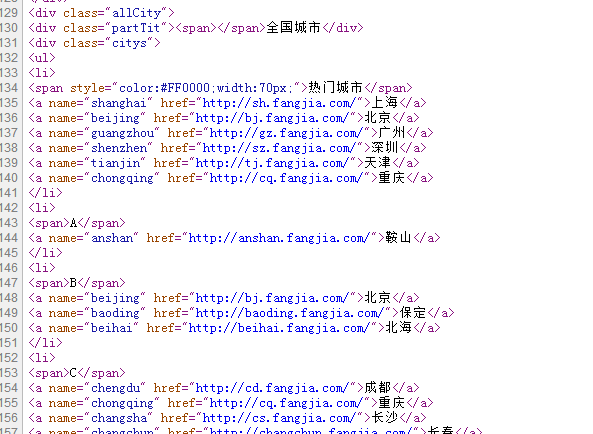 129 <div class="allCity">
130 <div class="partTit"><span></span>全国城市</div>
131 <div class="citys">
132 <ul>
133 <li>
134 <span style="color:#FF0000;width:70px;">热门城市</span>
135 <a name="shanghai" href="http://sh.fangjia.com/">上海</a>
136 <a name="beijing" href="http://bj.fangjia.com/">北京</a>
137 <a name="guangzhou" href="http://gz.fangjia.com/">广州</a>
138 <a name="shenzhen" href="http://sz.fangjia.com/">深圳</a>
139 <a name="tianjin" href="http://tj.fangjia.com/">天津</a>
140 <a name="chongqing" href="http://cq.fangjia.com/">重庆</a>
141 </li>
142 <li>
143 <span>A</span>
144 <a name="anshan" href="http://anshan.fangjia.com/">鞍山</a>
145 </li>
146 <li>
147 <span>B</span>
148 <a name="beijing" href="http://bj.fangjia.com/">北京</a>
149 <a name="baoding" href="http://baoding.fangjia.com/">保定</a>
150 <a name="beihai" href="http://beihai.fangjia.com/">北海</a>
151 </li>
152 <li>
153 <span>C</span>
154 <a name="chengdu" href="http://cd.fangjia.com/">成都</a>
155 <a name="chongqing" href="http://cq.fangjia.com/">重庆</a>
156 <a name="changsha" href="http://cs.fangjia.com/">长沙</a>
<a name="changchun" href="http://changchun.fangjia.com/">长春</a>